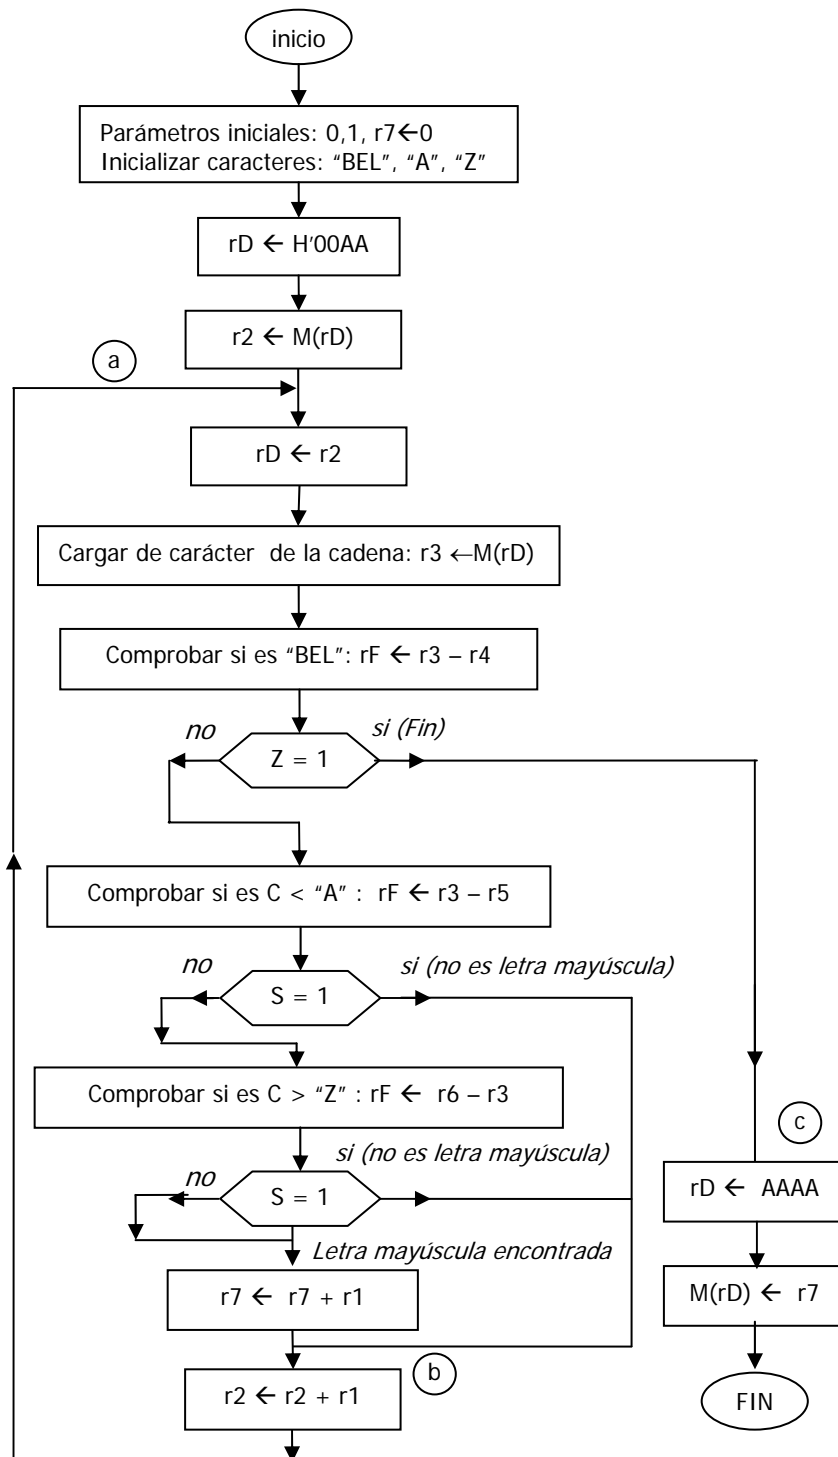 inicio
Parámetros iniciales: 0,1, r7←0
Inicializar caracteres: “BEL”, “A”, “Z”
rD ← H’00AA
r2 ← M(rD)
a
rD ← r2
Cargar de carácter de la cadena: r3 ←M(rD)
Comprobar si es “BEL”: rF ← r3 – r4
no
si (Fin)
Z = 1
Comprobar si es C < “A” : rF ← r3 – r5
no
si (no es letra mayúscula)
S = 1
Comprobar si es C > “Z” : rF ← r6 – r3
c
no
si (no es letra mayúscula)
S = 1
rD ← AAAA
Letra mayúscula encontrada
r7 ← r7 + r1
M(rD) ← r7
b
r2 ← r2 + r1
FIN